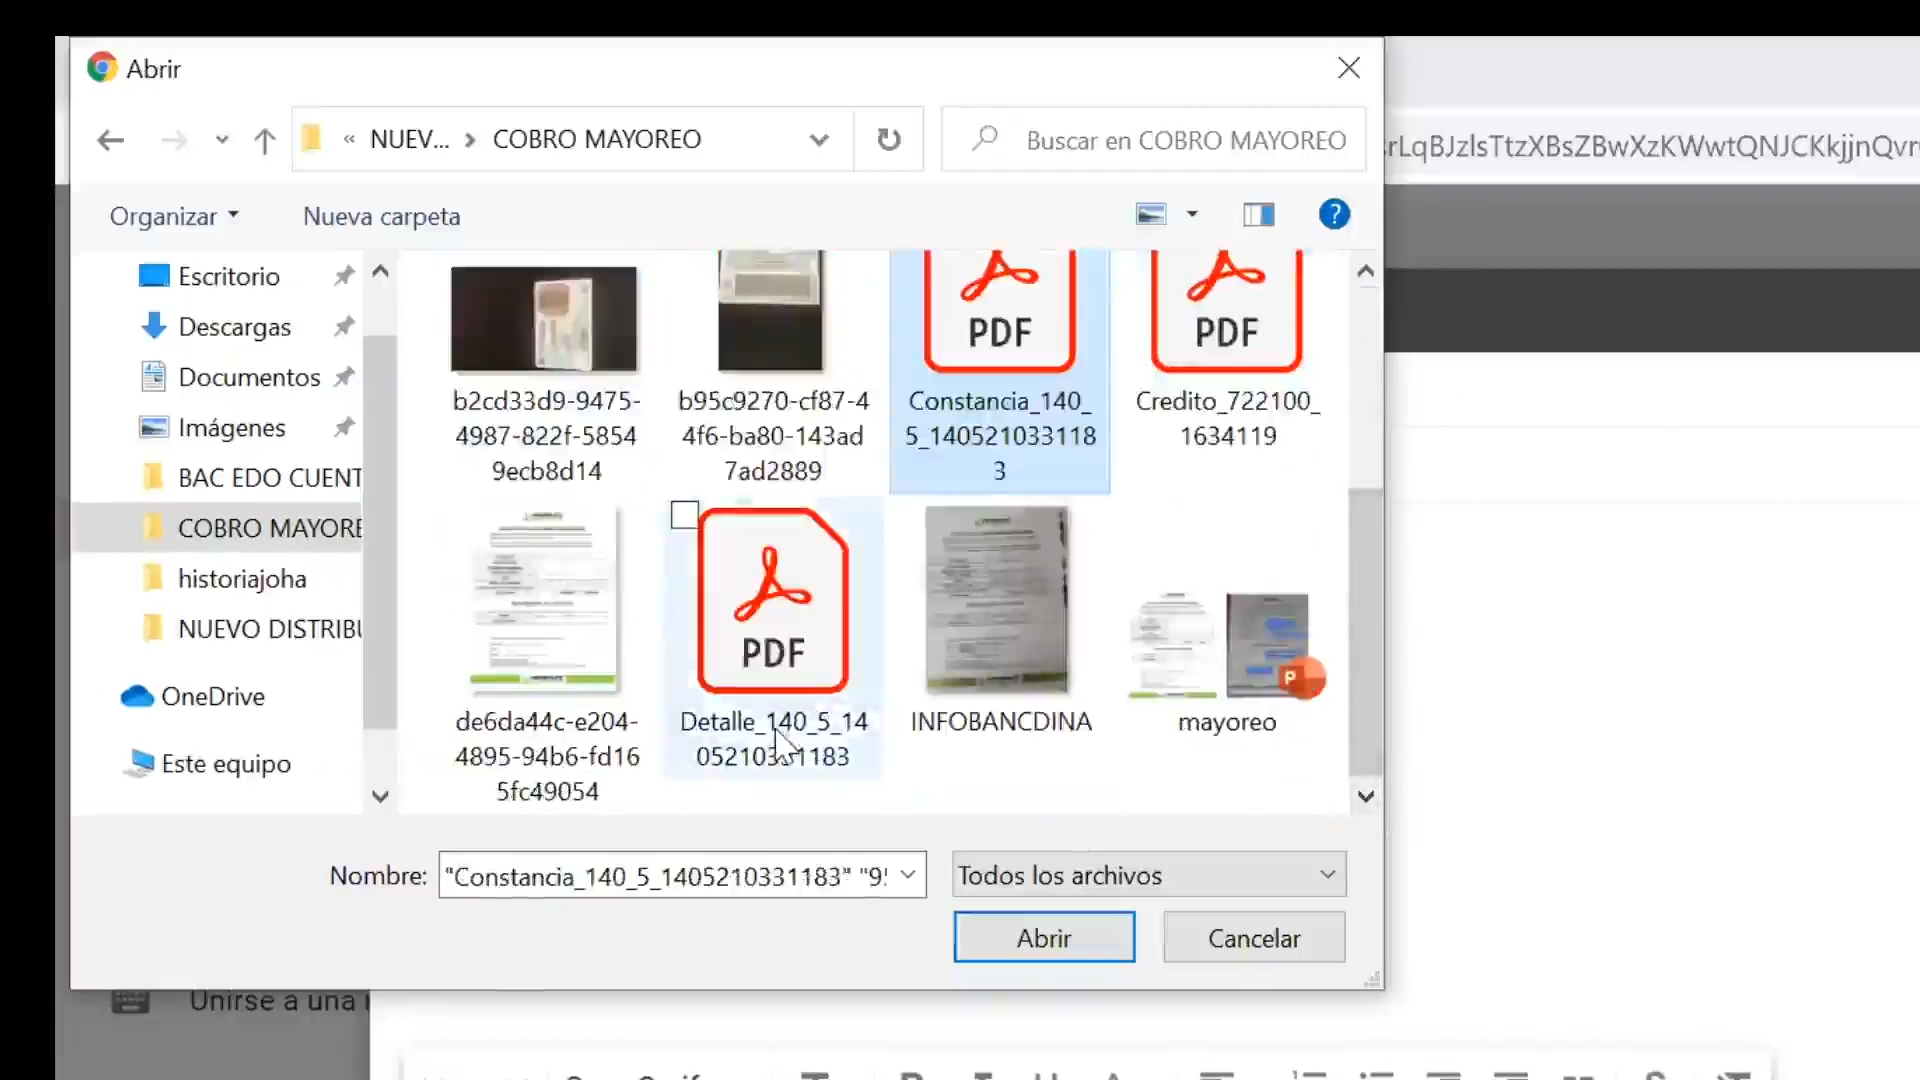 Abrir
« NUEV... > COBRO MAYOREO
Buscar en COBRO MAYOREO
rLqBJzlsTtzXBsZBwXzKWwtQNJCKkjjnQvr
Organizar
Nueva carpeta
?
Escritorio
Descargas
Documentos
Imágenes
BAC EDO CUENT
COBRO MAYORE
historiajoha
NUEVO DISTRIBU
OneDrive
Este equipo
PDF
PDF
b2cd33d9-9475-
4987-822f-5854
9ecb8d14
b95c9270-cf87-4
4f6-ba80-143ad
7ad2889
Constancia_140_
5_140521033118
3
Credito_722100_
1634119
PDF
P
de6da44c-e204-
4895-94b6-fd16
5fc49054
Detalle_140_5_14
05210331183
INFOBANCDINA
mayoreo
Nombre:
"Constancia_140_5_1405210331183" "9
Todos los archivos
Abrir
Cancelar
Unirse a una